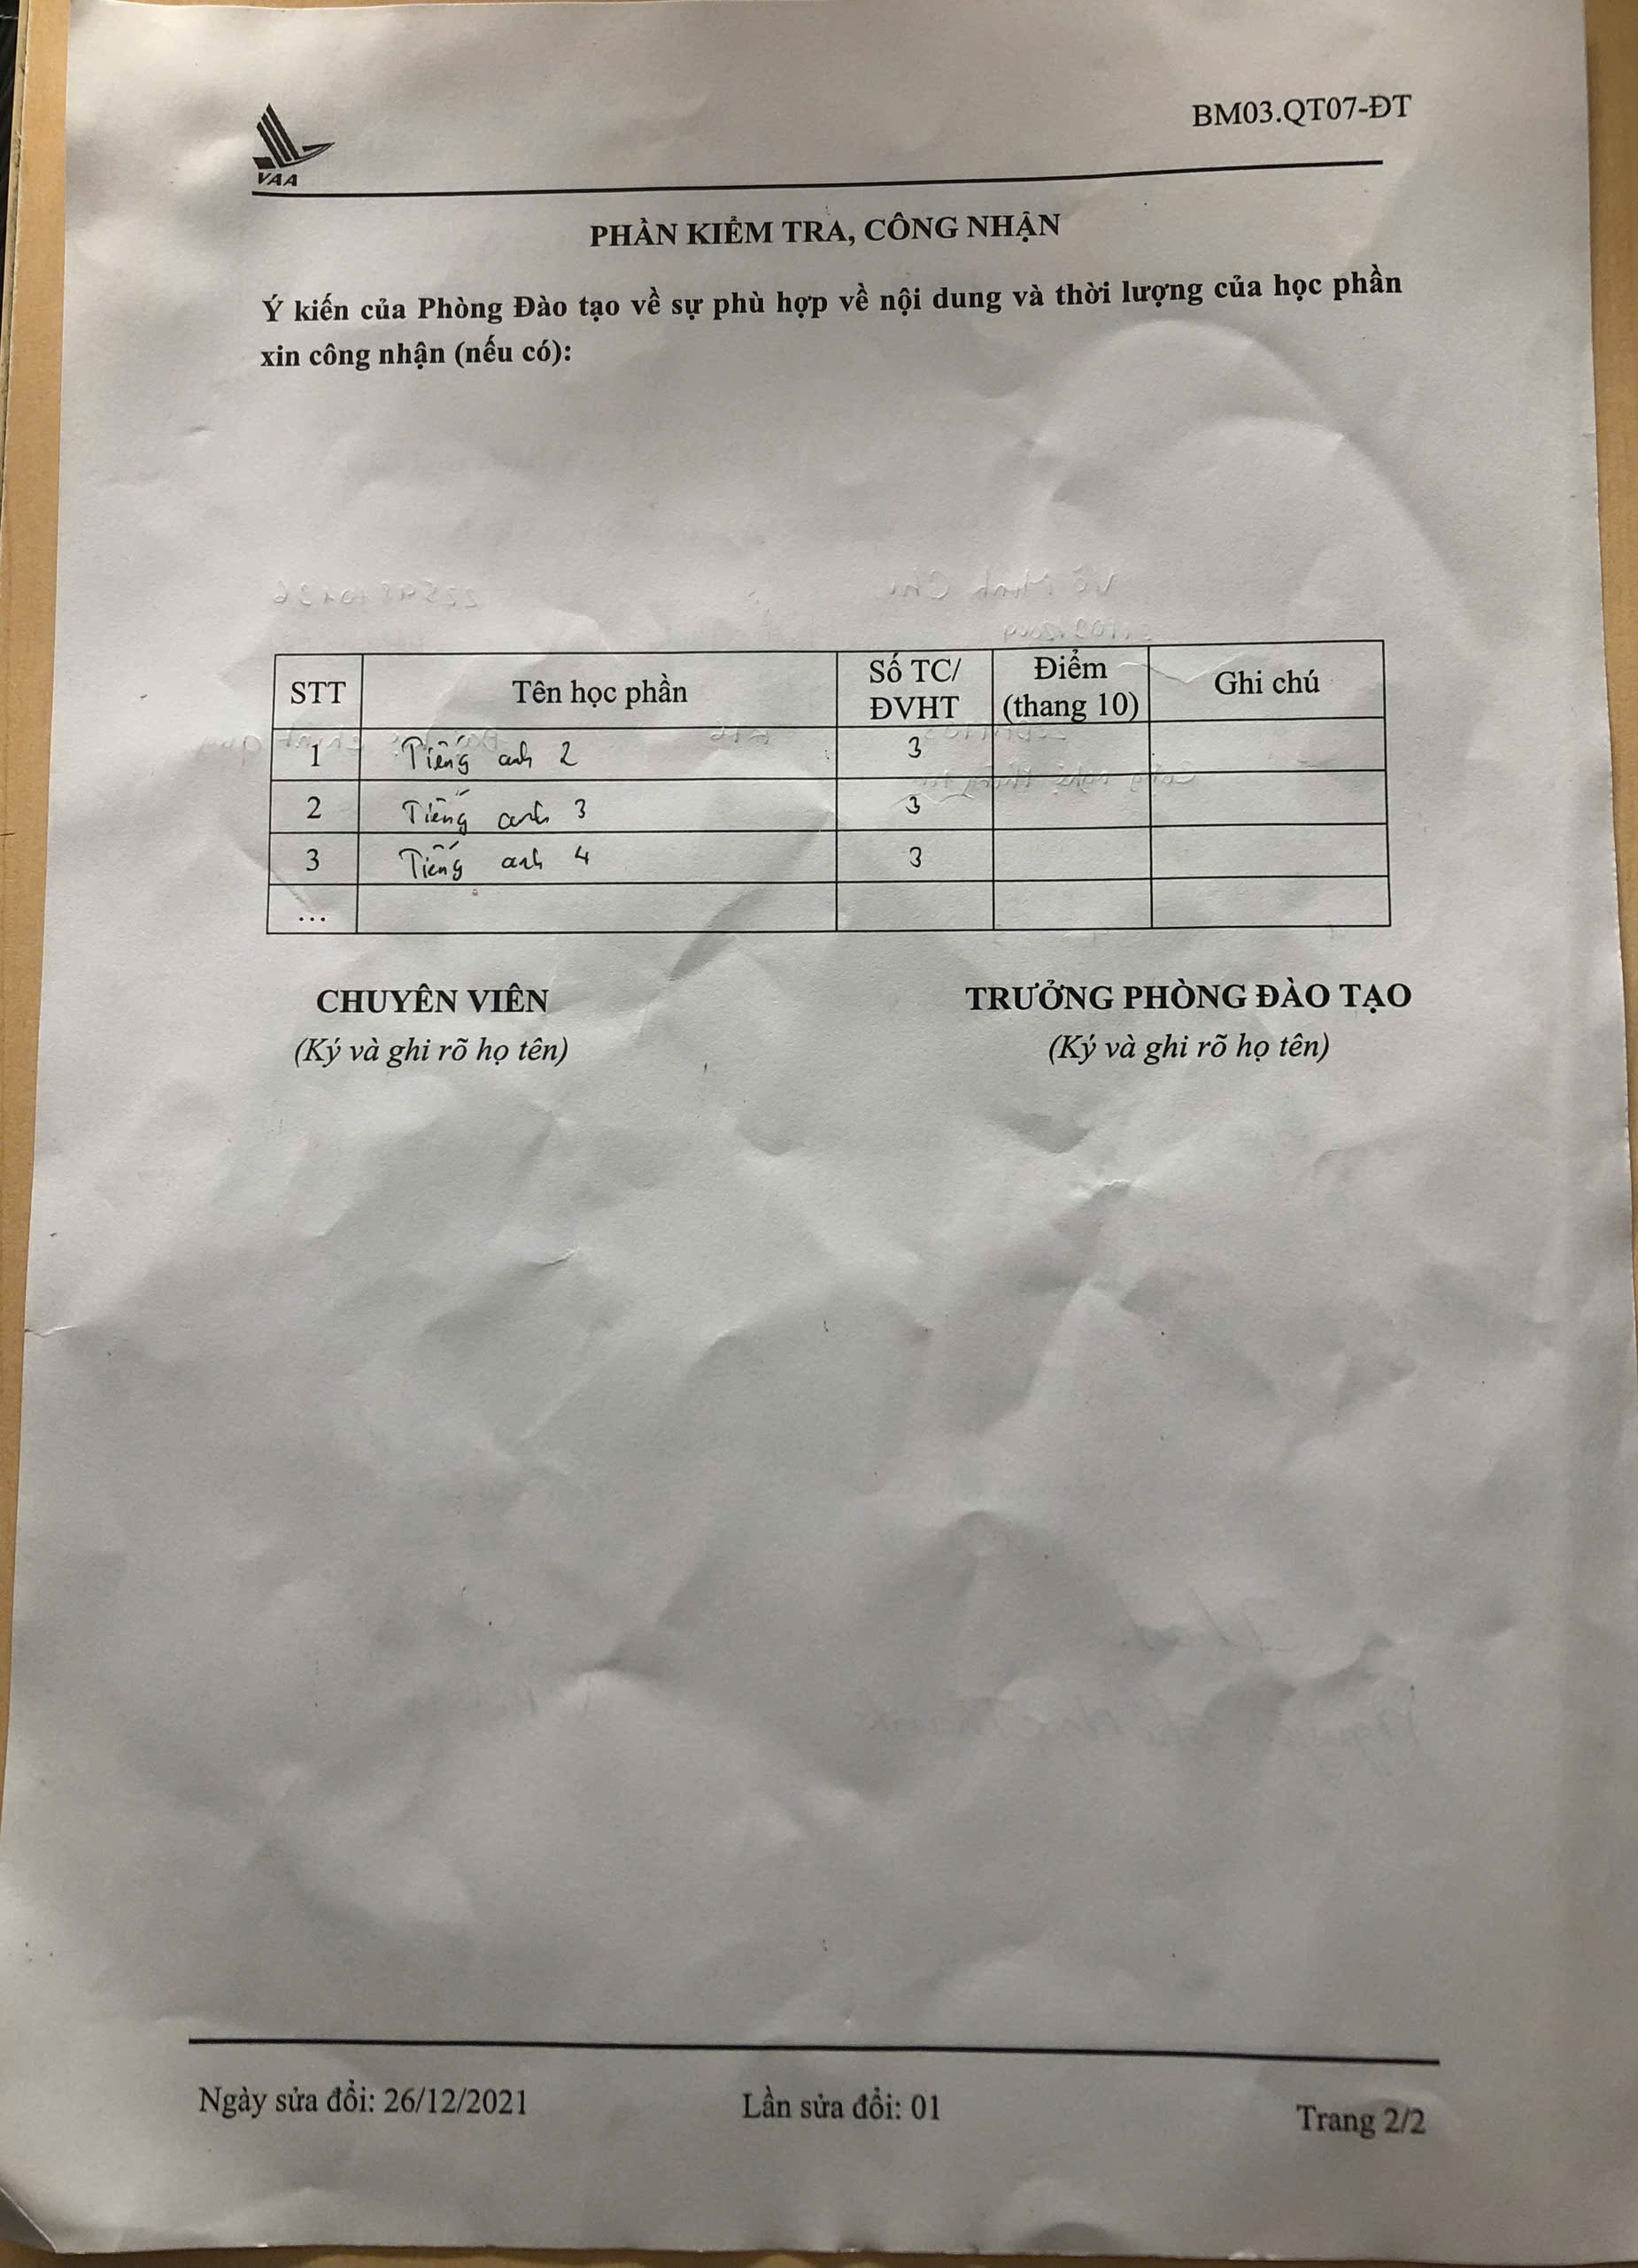 BM03.QT07-ĐT
VAA
PHẦN KIỂM TRA, CÔNG NHẬN
Ý kiến của Phòng Đào tạo về sự phù hợp về nội dung và thời lượng của học phần
xin công nhận (nếu có):
STT Tên học phần Số TC/ ĐVHT Điểm (thang 10) Ghi chú
1 Tiếng anh 2 3
2 Tiếng anh 3 3
3 Tiếng anh 4 3
...
CHUYÊN VIÊN TRƯỞNG PHÒNG ĐÀO TẠO
(Ký và ghi rõ họ tên) (Ký và ghi rõ họ tên)
Ngày sửa đổi: 26/12/2021 Lần sửa đổi: 01 Trang 2/2